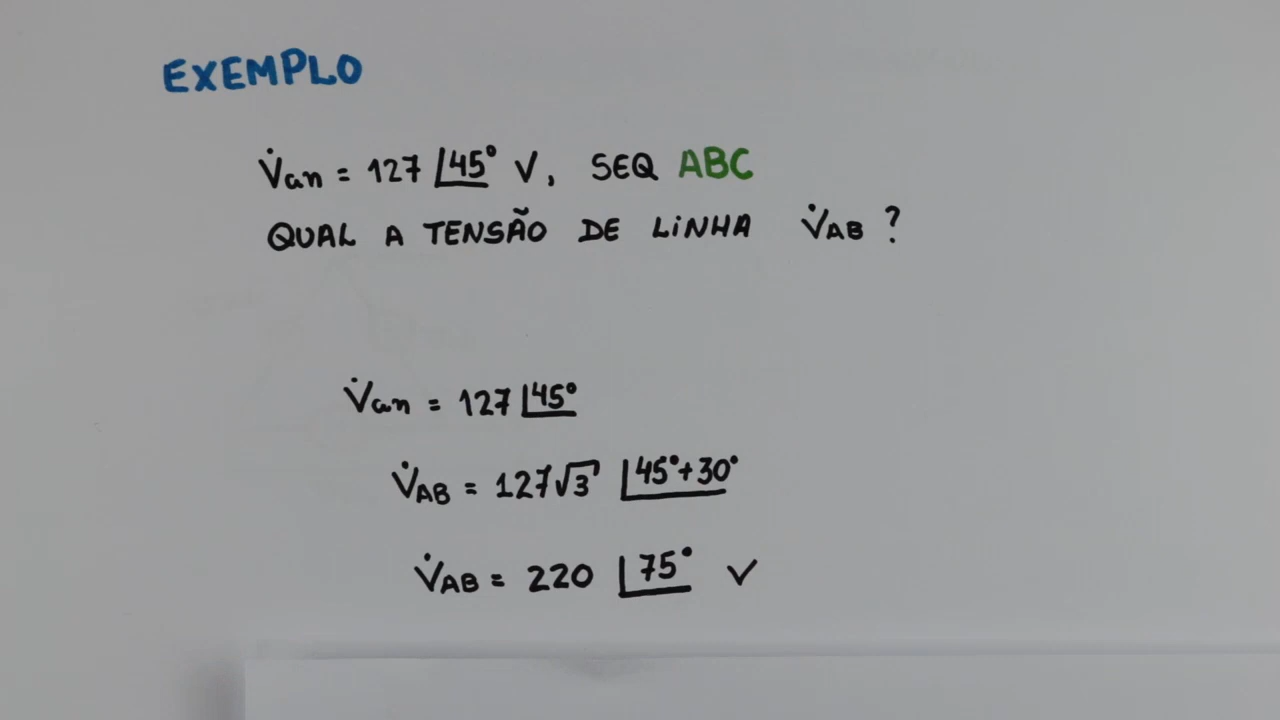 EXEMPLO
V̇an = 127 ∠45° V, SEQ ABC
QUAL A TENSÃO DE LiNHA V̇AB ?
V̇an = 127 ∠45°
V̇AB = 127√3 ∠45°+30°
V̇AB = 220 ∠75° V